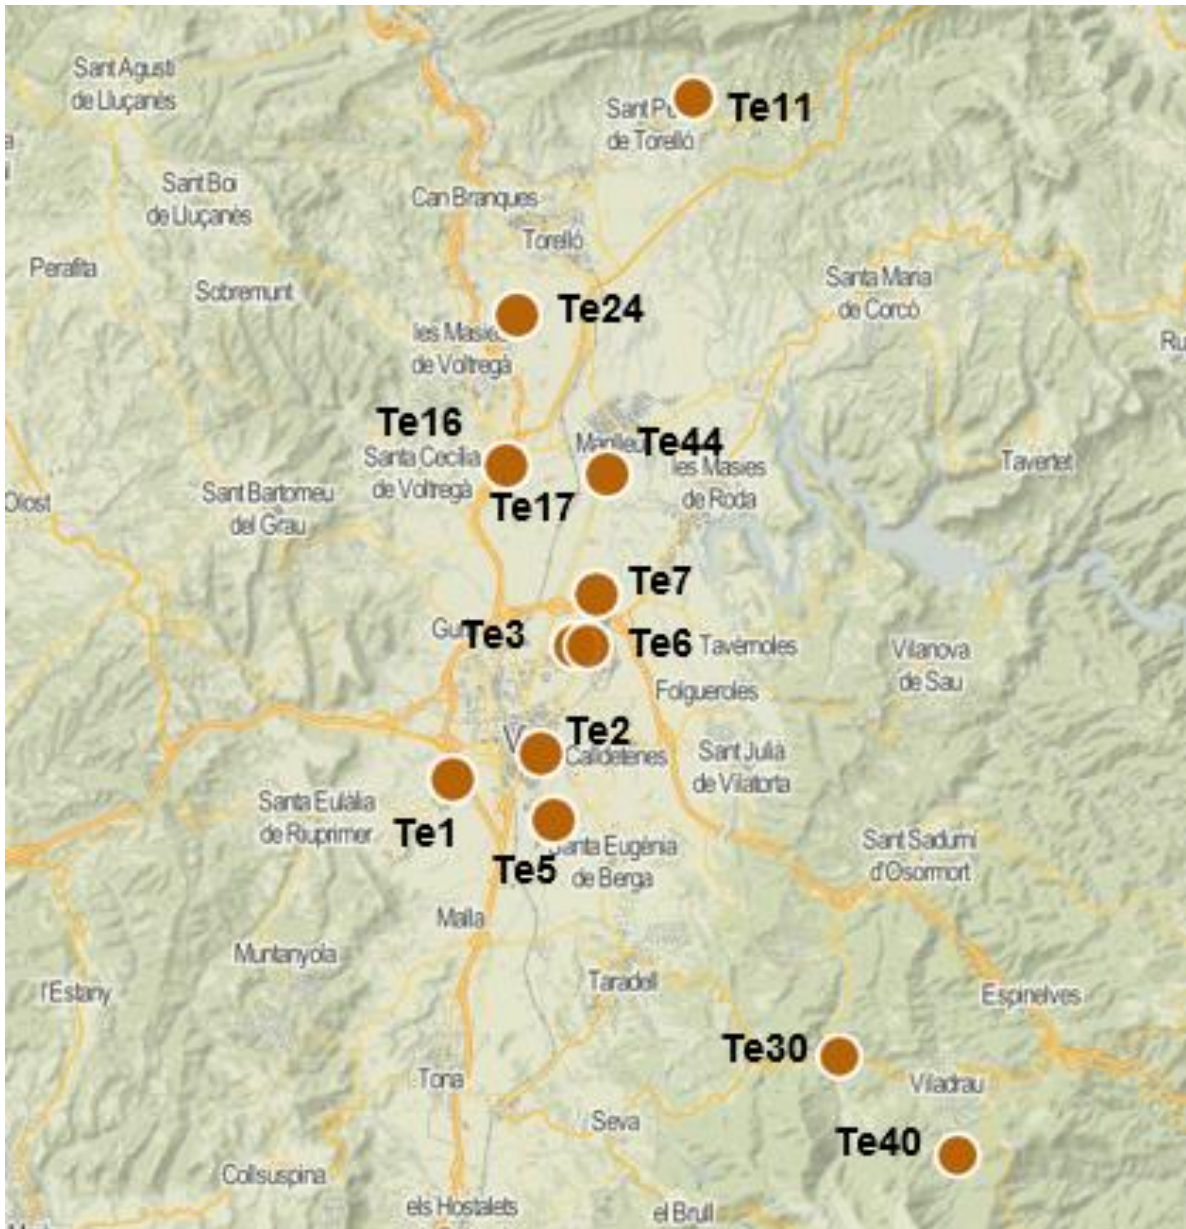 Sant Agustí
de Lluçanès
Sant P
de Torelló
Te11
Sant Boi
de Lluçanès
Can Branques
Torelló
Perafita
Sobremunt
Santa Maria
de Corcó
Te24
les Masies
de Voltregà
Ru
Te16
Manlleu
Te44
Santa Cecília
de Voltregà
les Masies
de Roda
Tavertet
Olost
Sant Bartomeu
del Grau
Te17
Te7
Gu
Te3
Te6
Tavèrnoles
Vilanova
de Sau
Folgueroles
Te2
V
Calldetenes
Sant Julià
de Vilatorta
Santa Eulàlia
de Riuprimer
Te1
Sant Sadurní
d'Osormort
Te5
Santa Eugènia
de Berga
Malla
Muntanyola
Taradell
l'Estany
Espinelves
Te30
Tona
Viladrau
Seva
Te40
Collsuspina
els Hostalets
el Brull